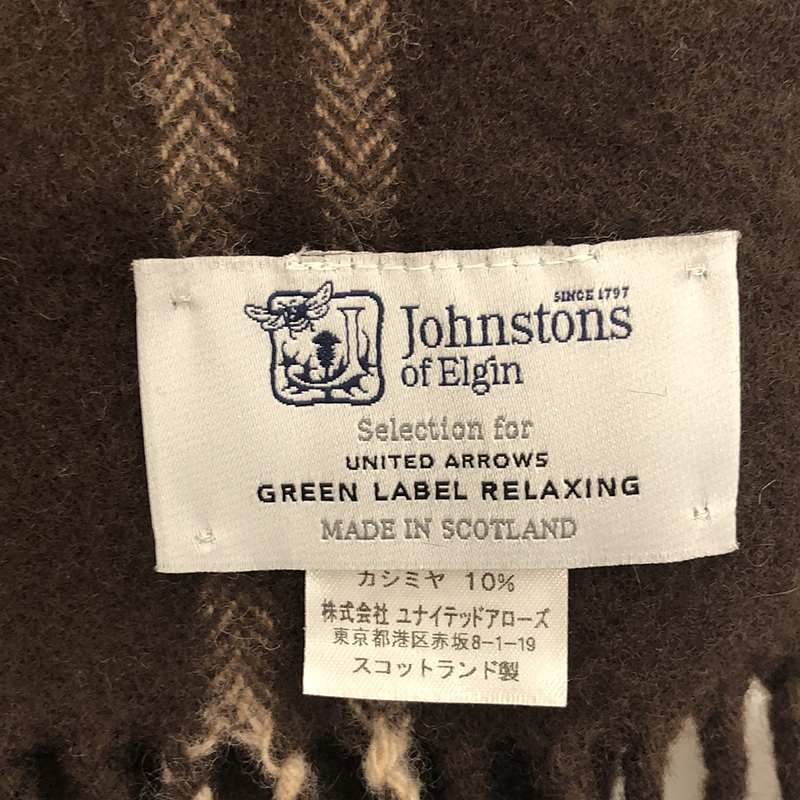 SINCE 1797
Johnstons
of Elgin
Selection for
UNITED ARROWS
GREEN LABEL RELAXING
MADE IN SCOTLAND
カシミヤ 10%
株式会社 ユナイテッドアローズ
東京都港区赤坂8-1-19
スコットランド製